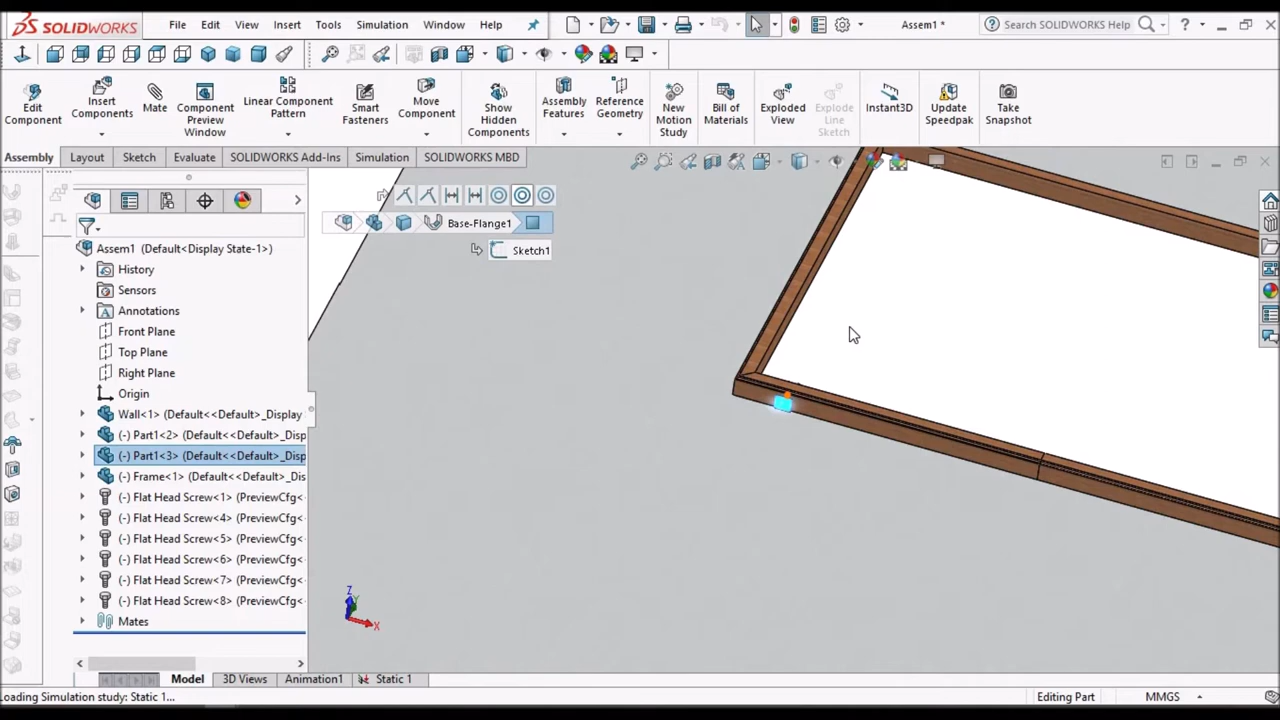 SOLIDWORKS File Edit View Insert Tools Simulation Window Help Assem1 * Search SOLIDWORKS Help ?
Edit Component
Insert Components
Mate
Component Preview Window
Linear Component Pattern
Smart Fasteners
Move Component
Show Hidden Components
Assembly Features
Reference Geometry
New Motion Study
Bill of Materials
Exploded View
Explode Line Sketch
Instant3D
Update Speedpak
Take Snapshot
Assembly Layout Sketch Evaluate SOLIDWORKS Add-Ins Simulation SOLIDWORKS MBD
Base-Flange1
Sketch1
Assem1 (Default<Display State-1>)
History
Sensors
Annotations
Front Plane
Top Plane
Right Plane
Origin
Wall<1> (Default<<Default>_Display
(-) Part1<2> (Default<<Default>_Disp
(-) Part1<3> (Default<<Default>_Disp
(-) Frame<1> (Default<<Default>_Dis
(-) Flat Head Screw<1> (PreviewCfg<
(-) Flat Head Screw<4> (PreviewCfg<
(-) Flat Head Screw<5> (PreviewCfg<
(-) Flat Head Screw<6> (PreviewCfg<
(-) Flat Head Screw<7> (PreviewCfg<
(-) Flat Head Screw<8> (PreviewCfg<
Mates
Z
Y
X
Model 3D Views Animation1 Static 1
Loading Simulation study: Static 1... Editing Part MMGS